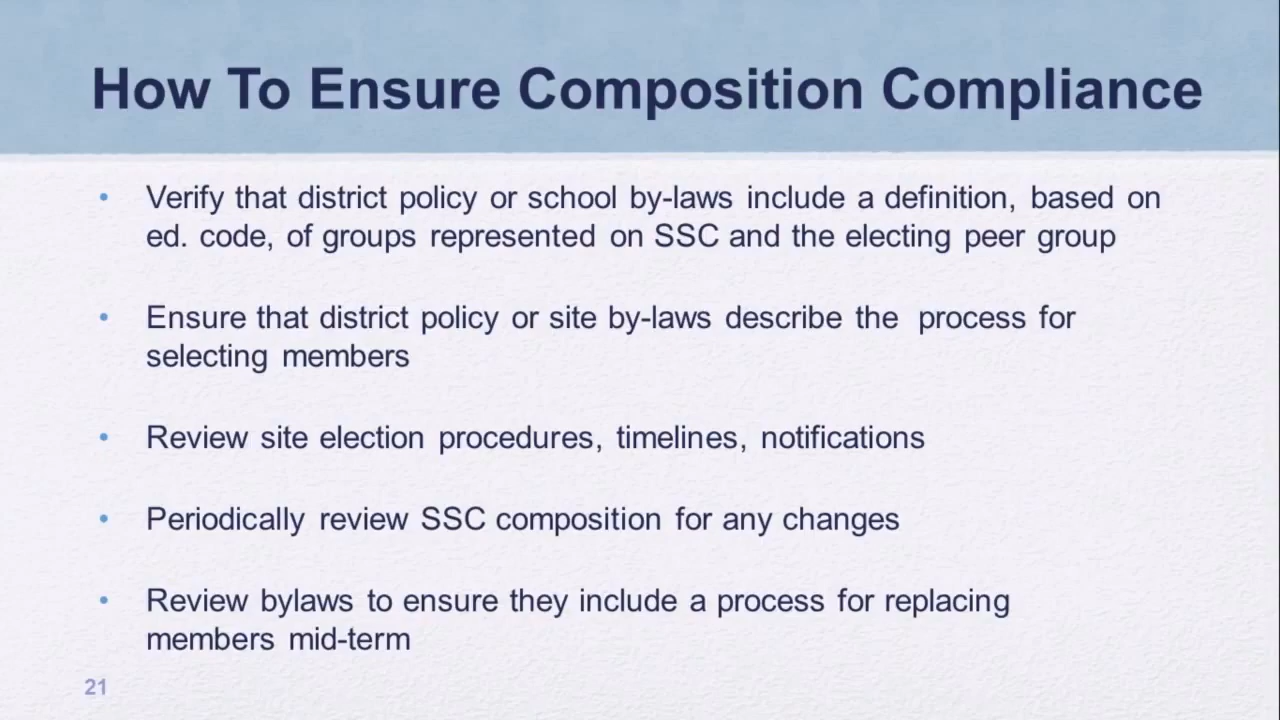 How To Ensure Composition Compliance
• Verify that district policy or school by-laws include a definition, based on
ed. code, of groups represented on SSC and the electing peer group
• Ensure that district policy or site by-laws describe the process for
selecting members
• Review site election procedures, timelines, notifications
• Periodically review SSC composition for any changes
• Review bylaws to ensure they include a process for replacing
members mid-term
21